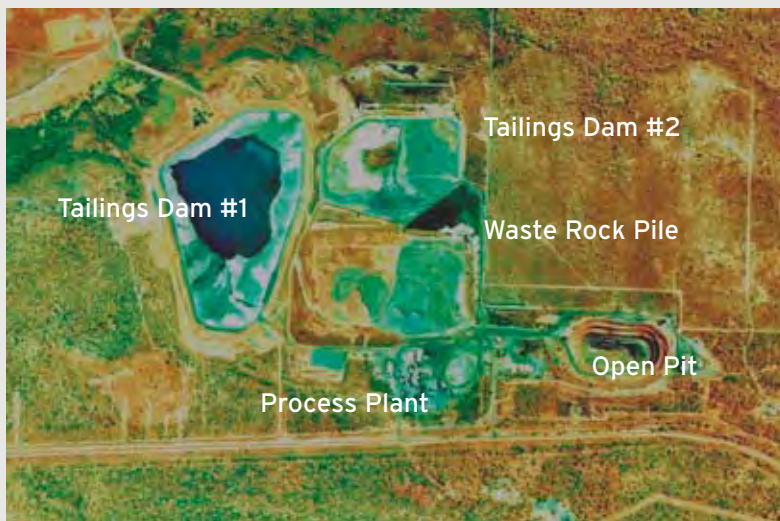 Tailings Dam #2
Tailings Dam #1
Waste Rock Pile
Open Pit
Process Plant